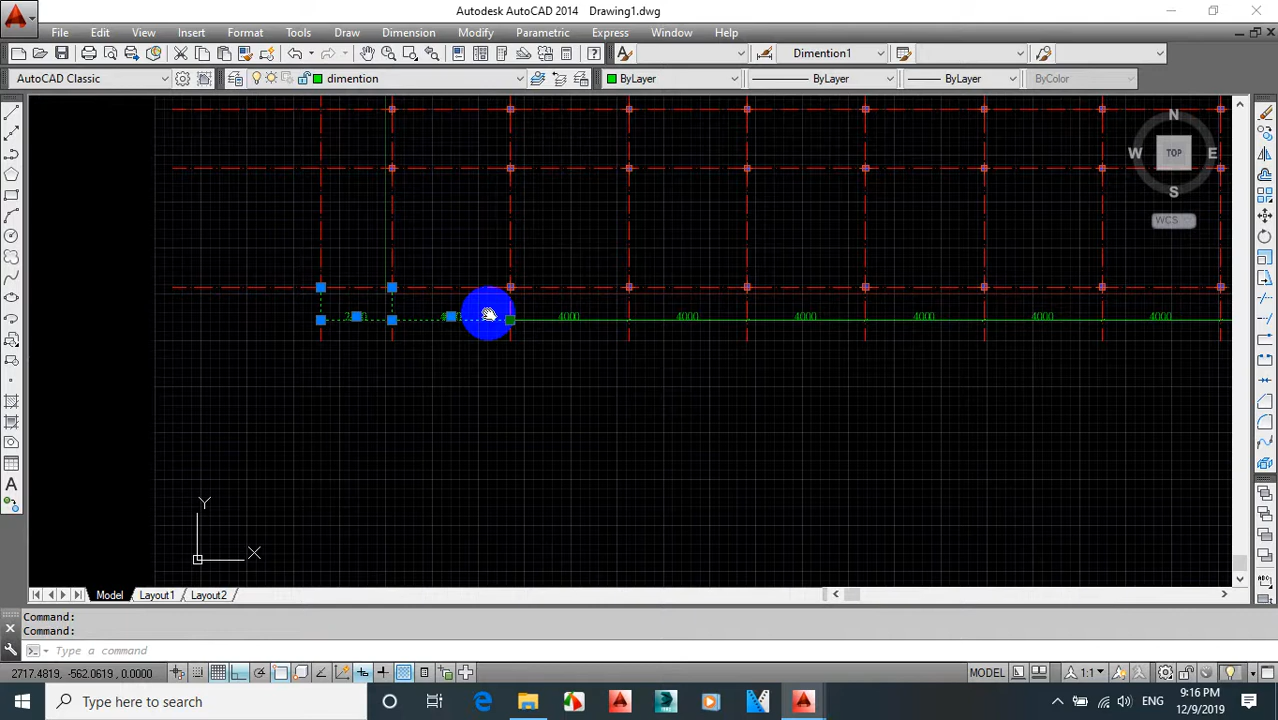 Autodesk AutoCAD 2014 Drawing1.dwg
File Edit View Insert Format Tools Draw Dimension Modify Parametric Express Window Help
Dimention1
AutoCAD Classic dimention ByLayer ByLayer ByLayer ByColor
N
W TOP E
S
WCS
4000 4000 4000 4000 4000 4000
Y
X
Model Layout1 Layout2
Command:
Command:
Type a command
2717.4819, -562.0619, 0.0000 MODEL 1:1
Type here to search ENG 9:16 PM
12/9/2019